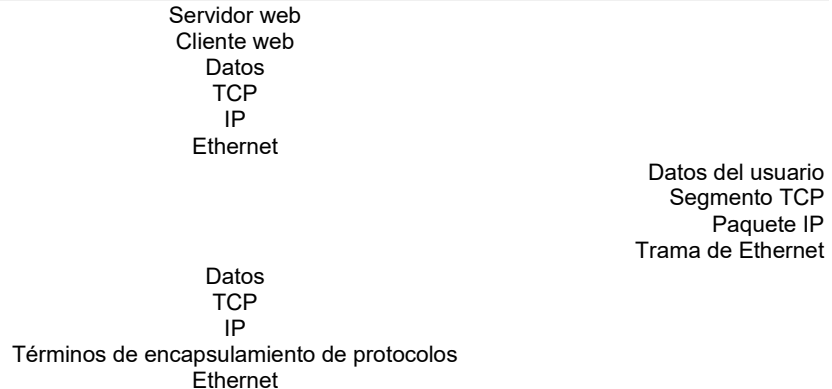 Servidor web
Cliente web
Datos
TCP
IP
Ethernet
Datos del usuario
Segmento TCP
Paquete IP
Trama de Ethernet
Datos
TCP
IP
Términos de encapsulamiento de protocolos
Ethernet